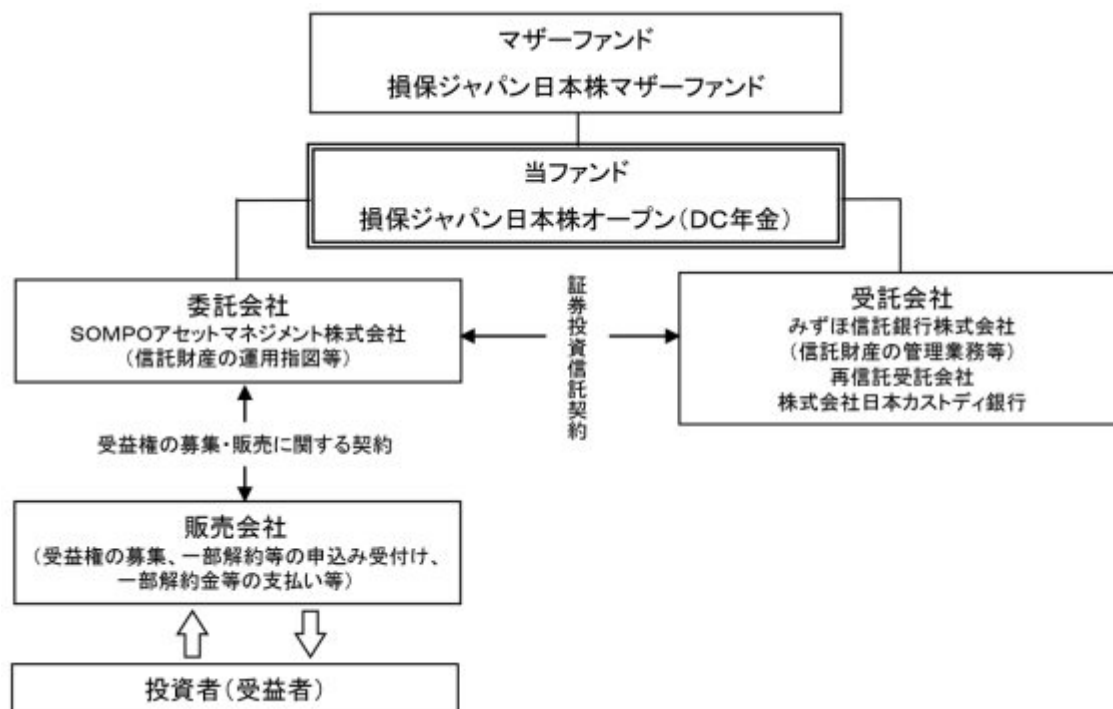 マザーファンド
損保ジャパン日本株マザーファンド
当ファンド
損保ジャパン日本株オープン(DC年金)
委託会社
SOMPOアセットマネジメント株式会社
(信託財産の運用指図等)
証券投資信託契約
受託会社
みずほ信託銀行株式会社
(信託財産の管理業務等)
再信託受託会社
株式会社日本カストディ銀行
受益権の募集・販売に関する契約
販売会社
(受益権の募集、一部解約等の申込み受付け、
一部解約金等の支払い等)
投資者(受益者)